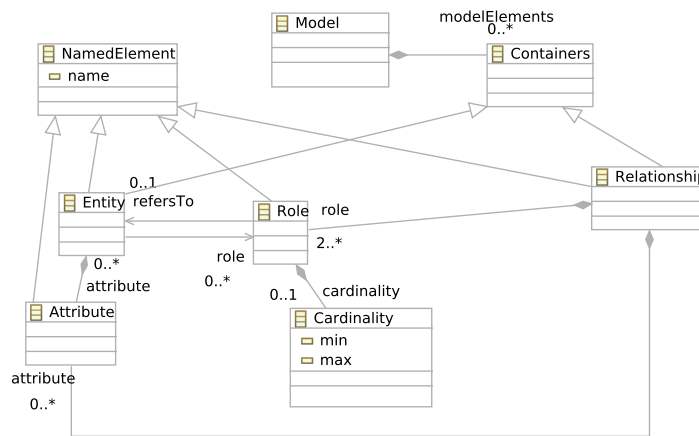 Model
modelElements
0..*
NamedElement
name
Containers
Relationship
0..1
Entity
refersTo
Role
role
2..*
role
0..*
0..*
attribute
0..1
cardinality
Attribute
Cardinality
min
max
attribute
0..*